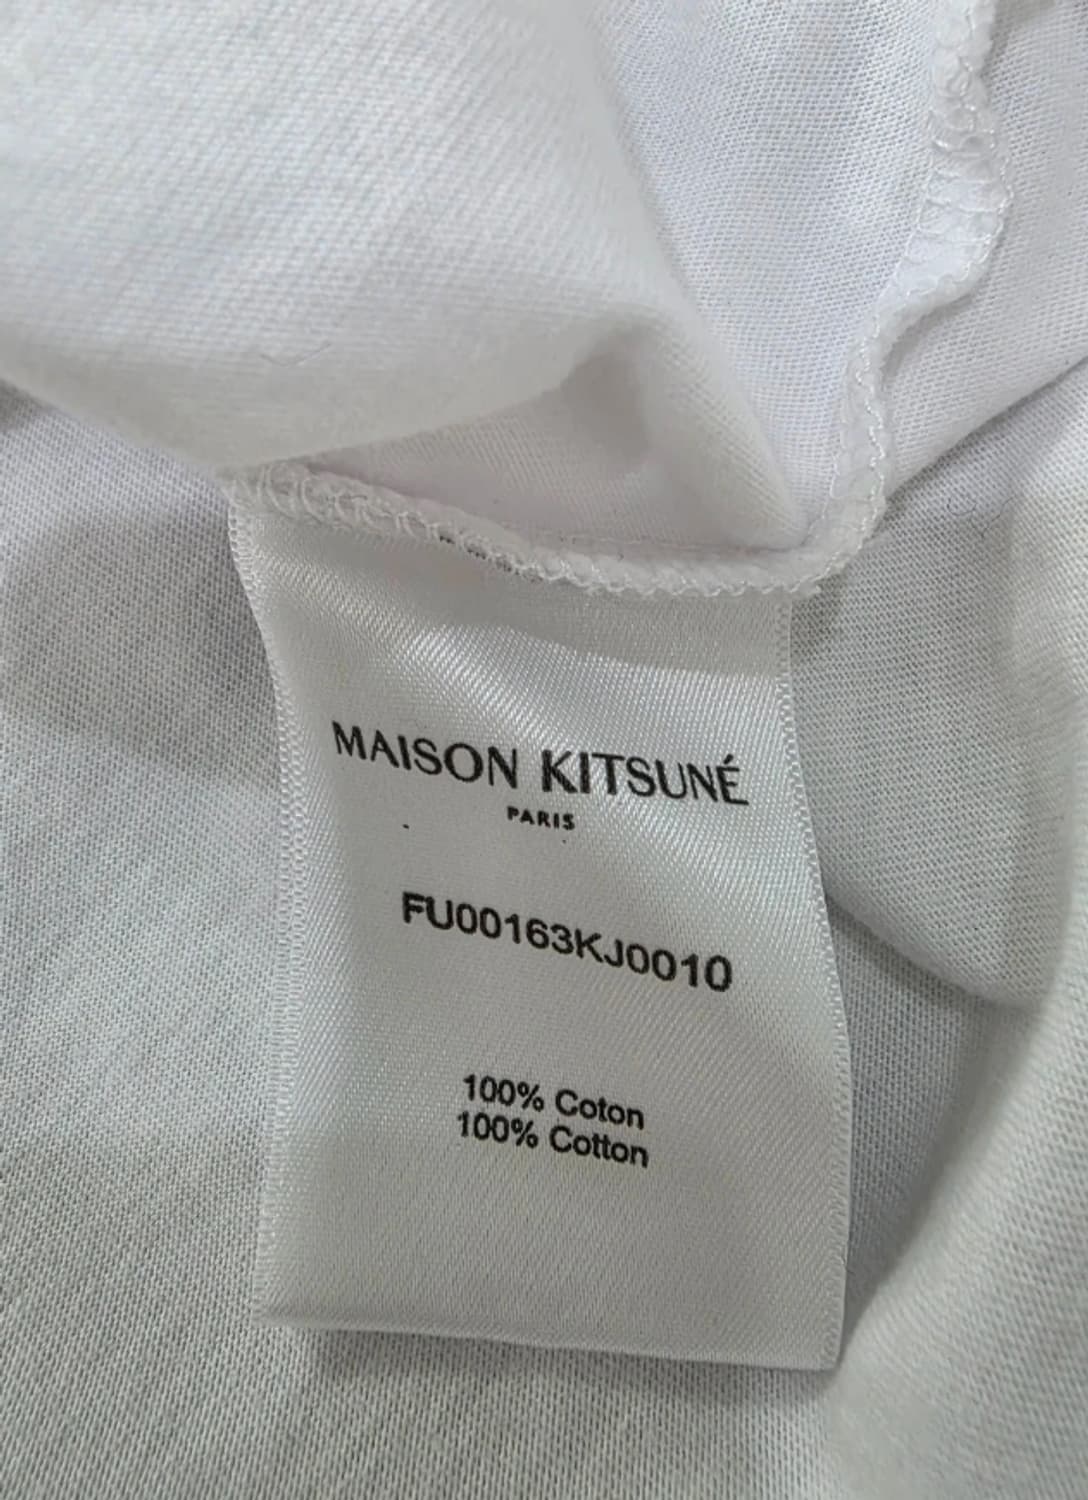 MAISON KITSUNÉ
PARIS
FU00163KJ0010
100% Coton
100% Cotton